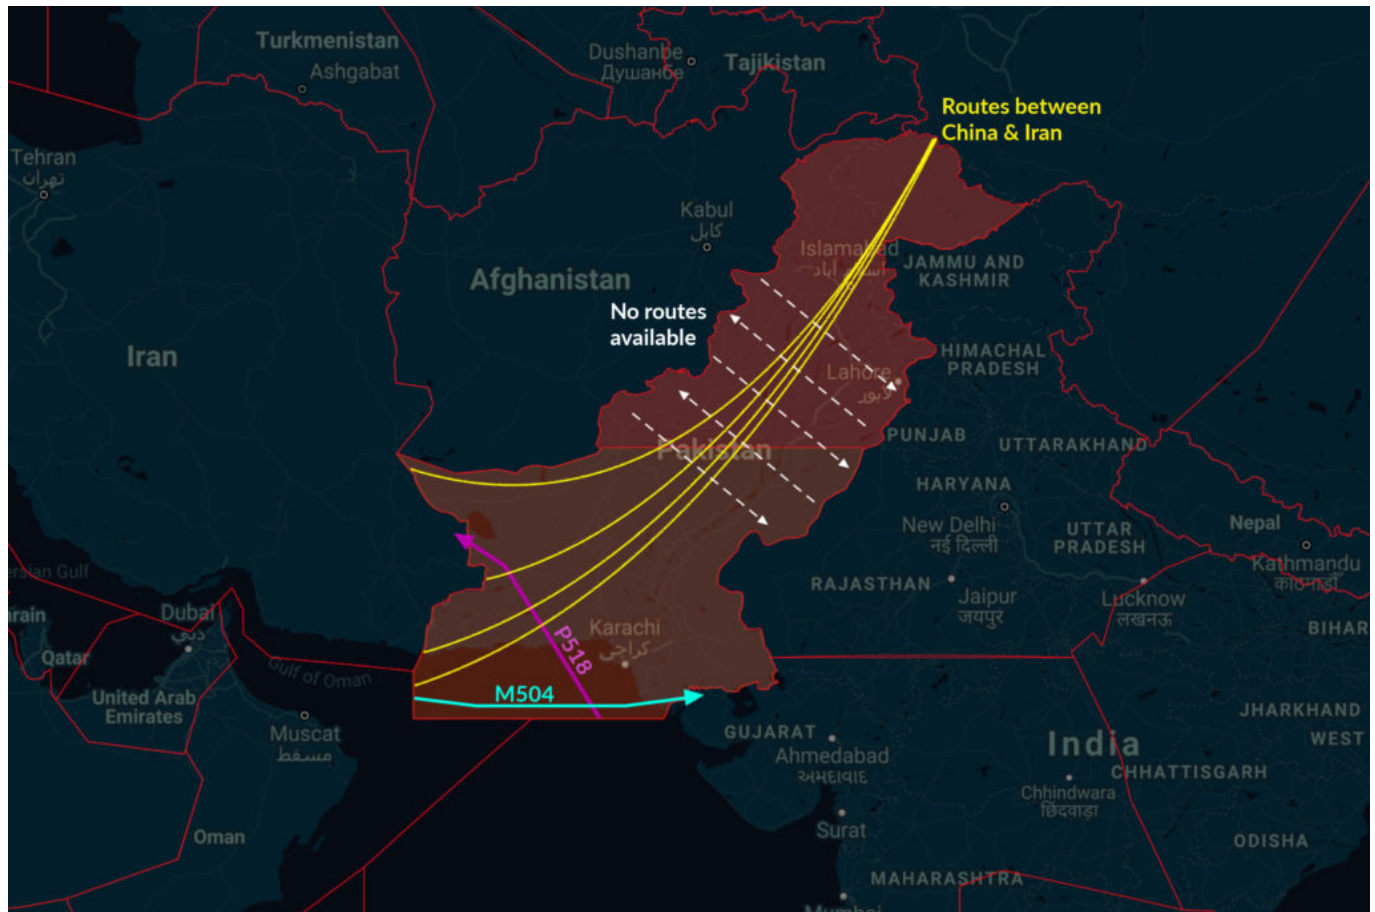 Turkmenistan
Ashgabat
Dushanbe
Душанбе
Tajikistan
Routes between
China & Iran
Tehran
تهران
Kabul
کابل
Islamabad
اسلام آباد
JAMMU AND
KASHMIR
Afghanistan
No routes
available
Iran
HIMACHAL
PRADESH
Lahore
لاہور
Pakistan
PUNJAB
UTTARAKHAND
HARYANA
New Delhi
नई दिल्ली
UTTAR
PRADESH
Nepal
Kathmandu
काठमाडौं
ersian Gulf
RAJASTHAN
Jaipur
जयपुर
Lucknow
लखनऊ
BIHAR
rain
Dubai
دبي
Karachi
کراچی
P518
Qatar
Gulf of Oman
United Arab
Emirates
M504
Muscat
مسقط
GUJARAT
Ahmedabad
અમદાવાદ
India
JHARKHAND
WEST
CHHATTISGARH
Chhindwara
छिंदवाड़ा
Surat
Oman
ODISHA
MAHARASHTRA
Mumbai